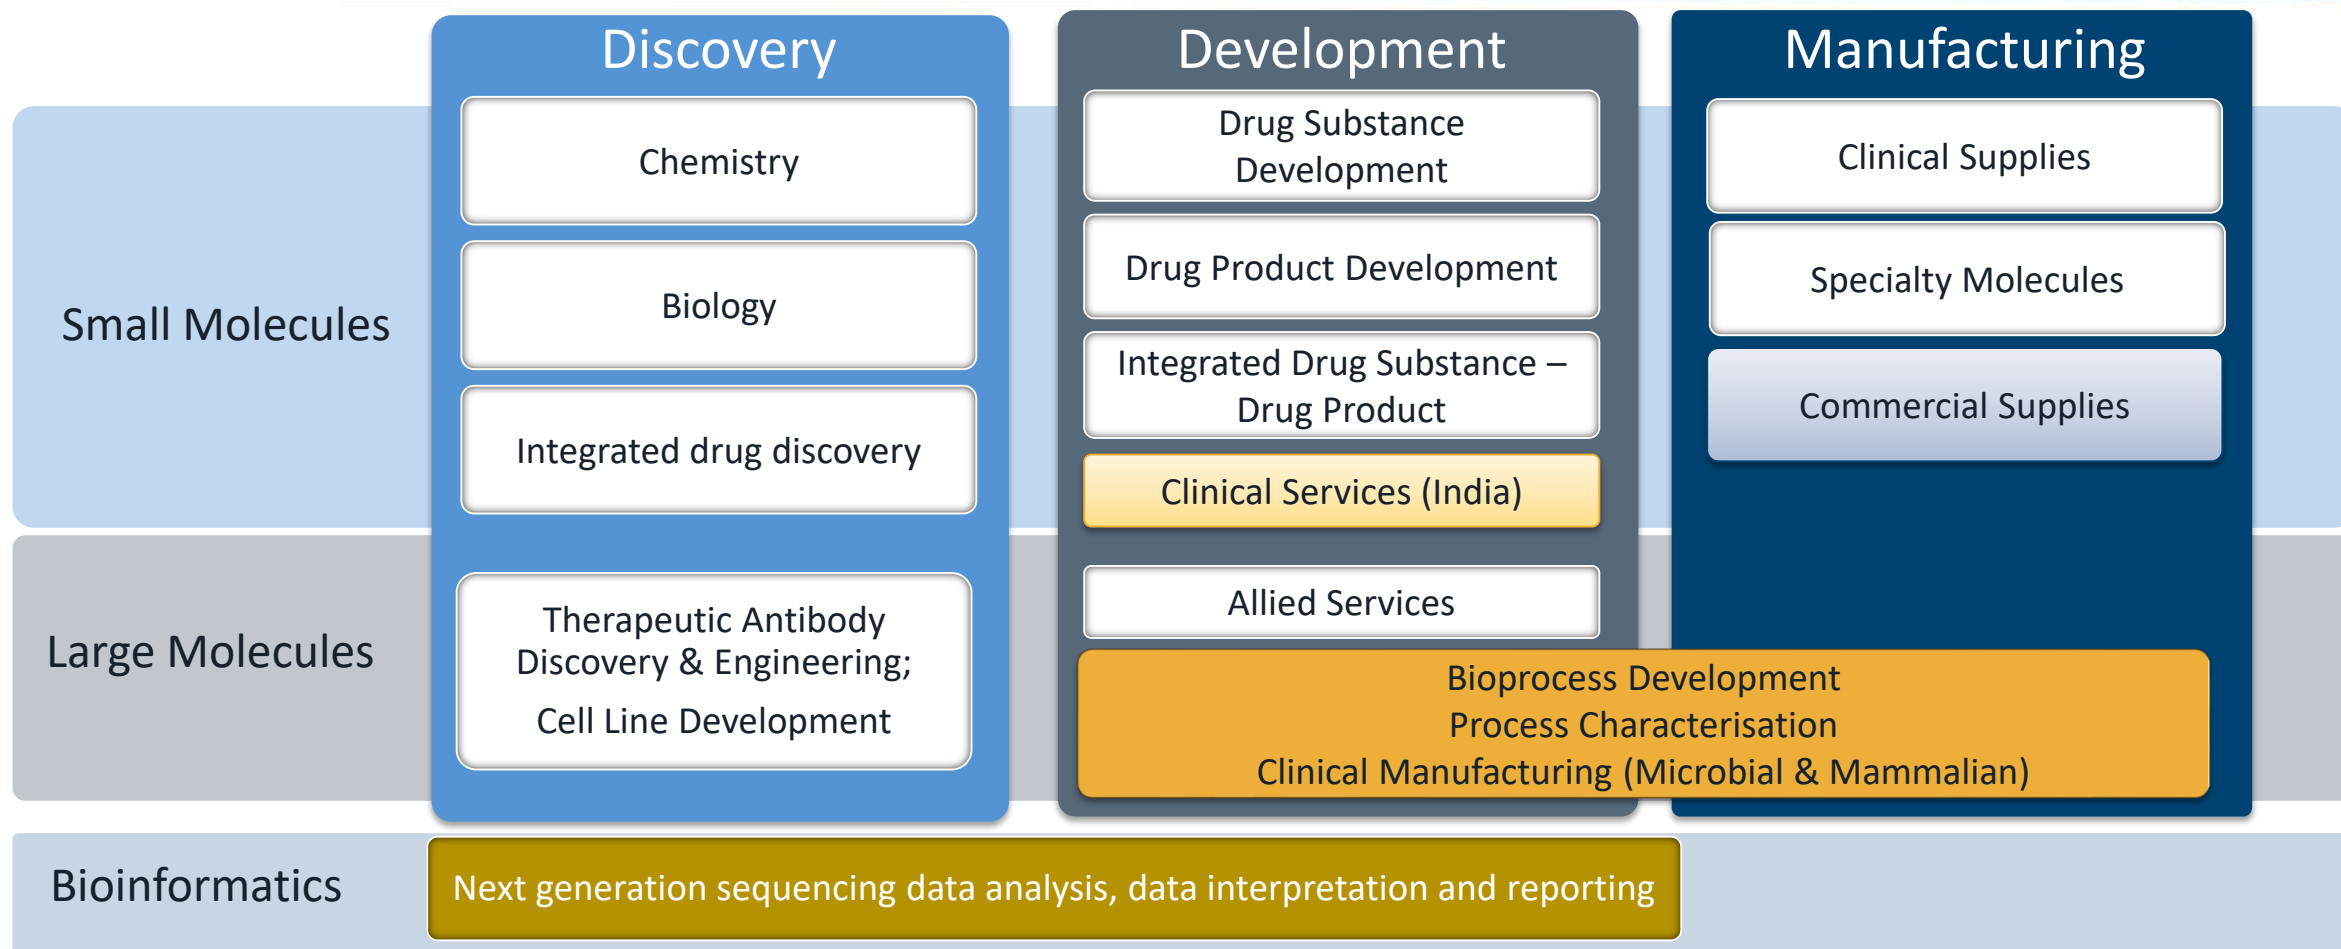 Discovery
Development
Manufacturing
Small Molecules
Chemistry
Biology
Integrated drug discovery
Drug Substance
Development
Drug Product Development
Integrated Drug Substance –
Drug Product
Clinical Services (India)
Clinical Supplies
Specialty Molecules
Commercial Supplies
Large Molecules
Therapeutic Antibody
Discovery & Engineering;
Cell Line Development
Allied Services
Bioprocess Development
Process Characterisation
Clinical Manufacturing (Microbial & Mammalian)
Bioinformatics
Next generation sequencing data analysis, data interpretation and reporting